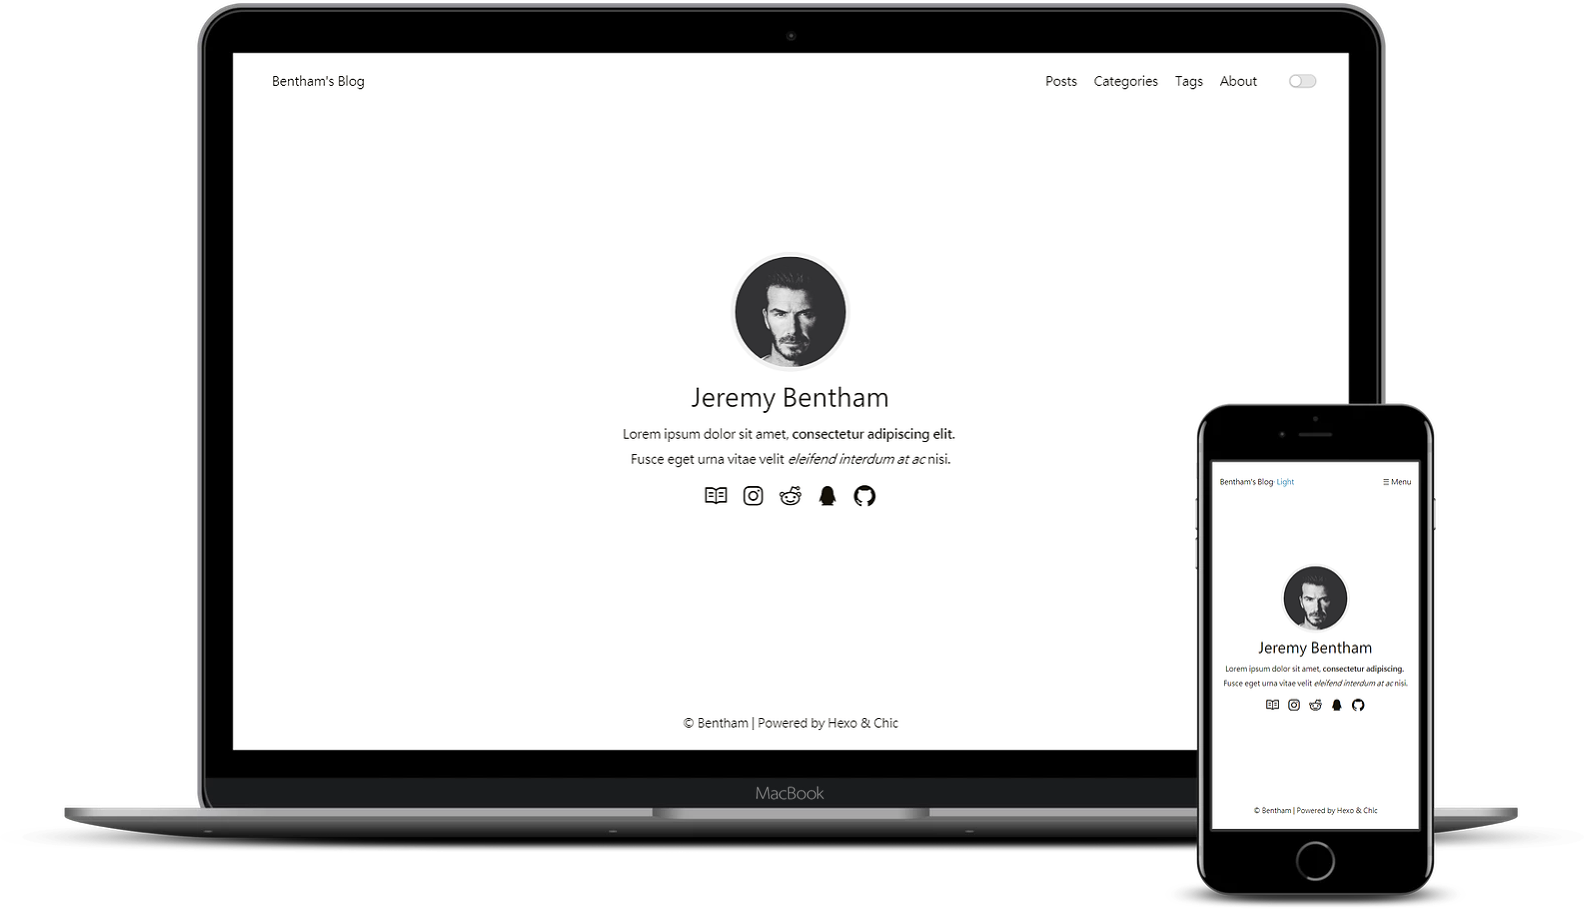 Bentham's Blog
Posts Categories Tags About
Jeremy Bentham
Lorem ipsum dolor sit amet, consectetur adipiscing elit.
Fusce eget urna vitae velit eleifend interdum at ac nisi.
© Bentham | Powered by Hexo & Chic
MacBook
Bentham's Blog· Light
☰ Menu
Jeremy Bentham
Lorem ipsum dolor sit amet, consectetur adipiscing.
Fusce eget urna vitae velit eleifend interdum at ac nisi.
© Bentham | Powered by Hexo & Chic